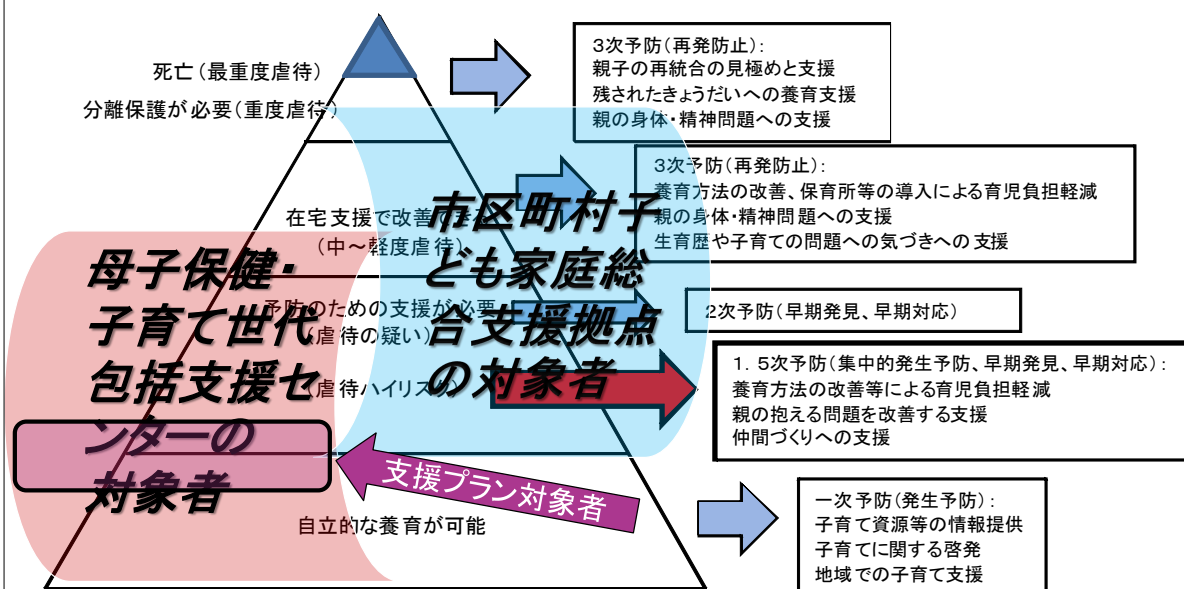 死亡(最重度虐待)
分離保護が必要(重度虐待)
3次予防(再発防止):
親子の再統合の見極めと支援
残されたきょうだいへの養育支援
親の身体・精神問題への支援
在宅支援で改善でき
(中~軽度虐待)
3次予防(再発防止):
養育方法の改善、保育所等の導入による育児負担軽減
親の身体・精神問題への支援
生育歴や子育ての問題への気づきへの支援
市区町村子
ども家庭総
合支援拠点
の対象者
母子保健・
子育て世代
包括支援セ
ンターの
対象者
予防のための支援が必要
(虐待の疑い)
2次予防(早期発見、早期対応)
(虐待ハイリスク)
1.5次予防(集中的発生予防、早期発見、早期対応):
養育方法の改善等による育児負担軽減
親の抱える問題を改善する支援
仲間づくりへの支援
支援プラン対象者
自立的な養育が可能
一次予防(発生予防):
子育て資源等の情報提供
子育てに関する啓発
地域での子育て支援